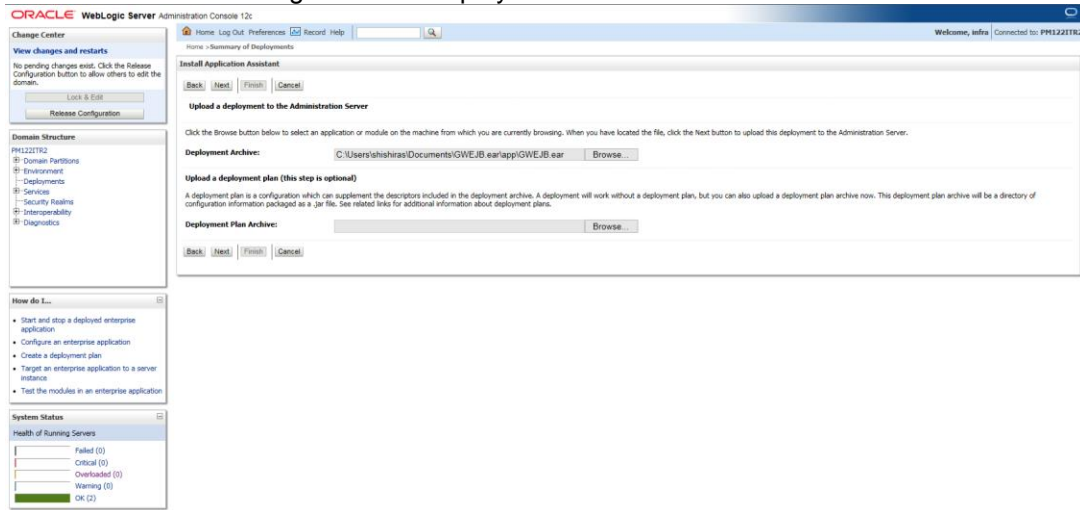 ORACLE WebLogic Server Administration Console 12c
Change Center
View changes and restarts
No pending changes exist. Click the Release
Configuration button to allow others to edit the
domain.
Lock & Edit
Release Configuration
Domain Structure
PM122ITR2
Domain Partitions
Environment
Deployments
Services
Security Realms
Interoperability
Diagnostics
How do I...
Start and stop a deployed enterprise
application
Configure an enterprise application
Create a deployment plan
Target an enterprise application to a server
instance
Test the modules in an enterprise application
System Status
Health of Running Servers
Failed (0)
Critical (0)
Overloaded (0)
Warning (0)
OK (2)
Home Log Out Preferences Record Help
Welcome, infra Connected to: PM122ITR2
Home >Summary of Deployments
Install Application Assistant
Back Next Finish Cancel
Upload a deployment to the Administration Server
Click the Browse button below to select an application or module on the machine from which you are currently browsing. When you have located the file, click the Next button to upload this deployment to the Administration Server.
Deployment Archive: C:\Users\shishiras\Documents\GWEJB.ear\app\GWEJB.ear Browse...
Upload a deployment plan (this step is optional)
A deployment plan is a configuration which can supplement the descriptors included in the deployment archive. A deployment will work without a deployment plan, but you can also upload a deployment plan archive now. This deployment plan archive will be a directory of
configuration information packaged as a .jar file. See related links for additional information about deployment plans.
Deployment Plan Archive: Browse...
Back Next Finish Cancel